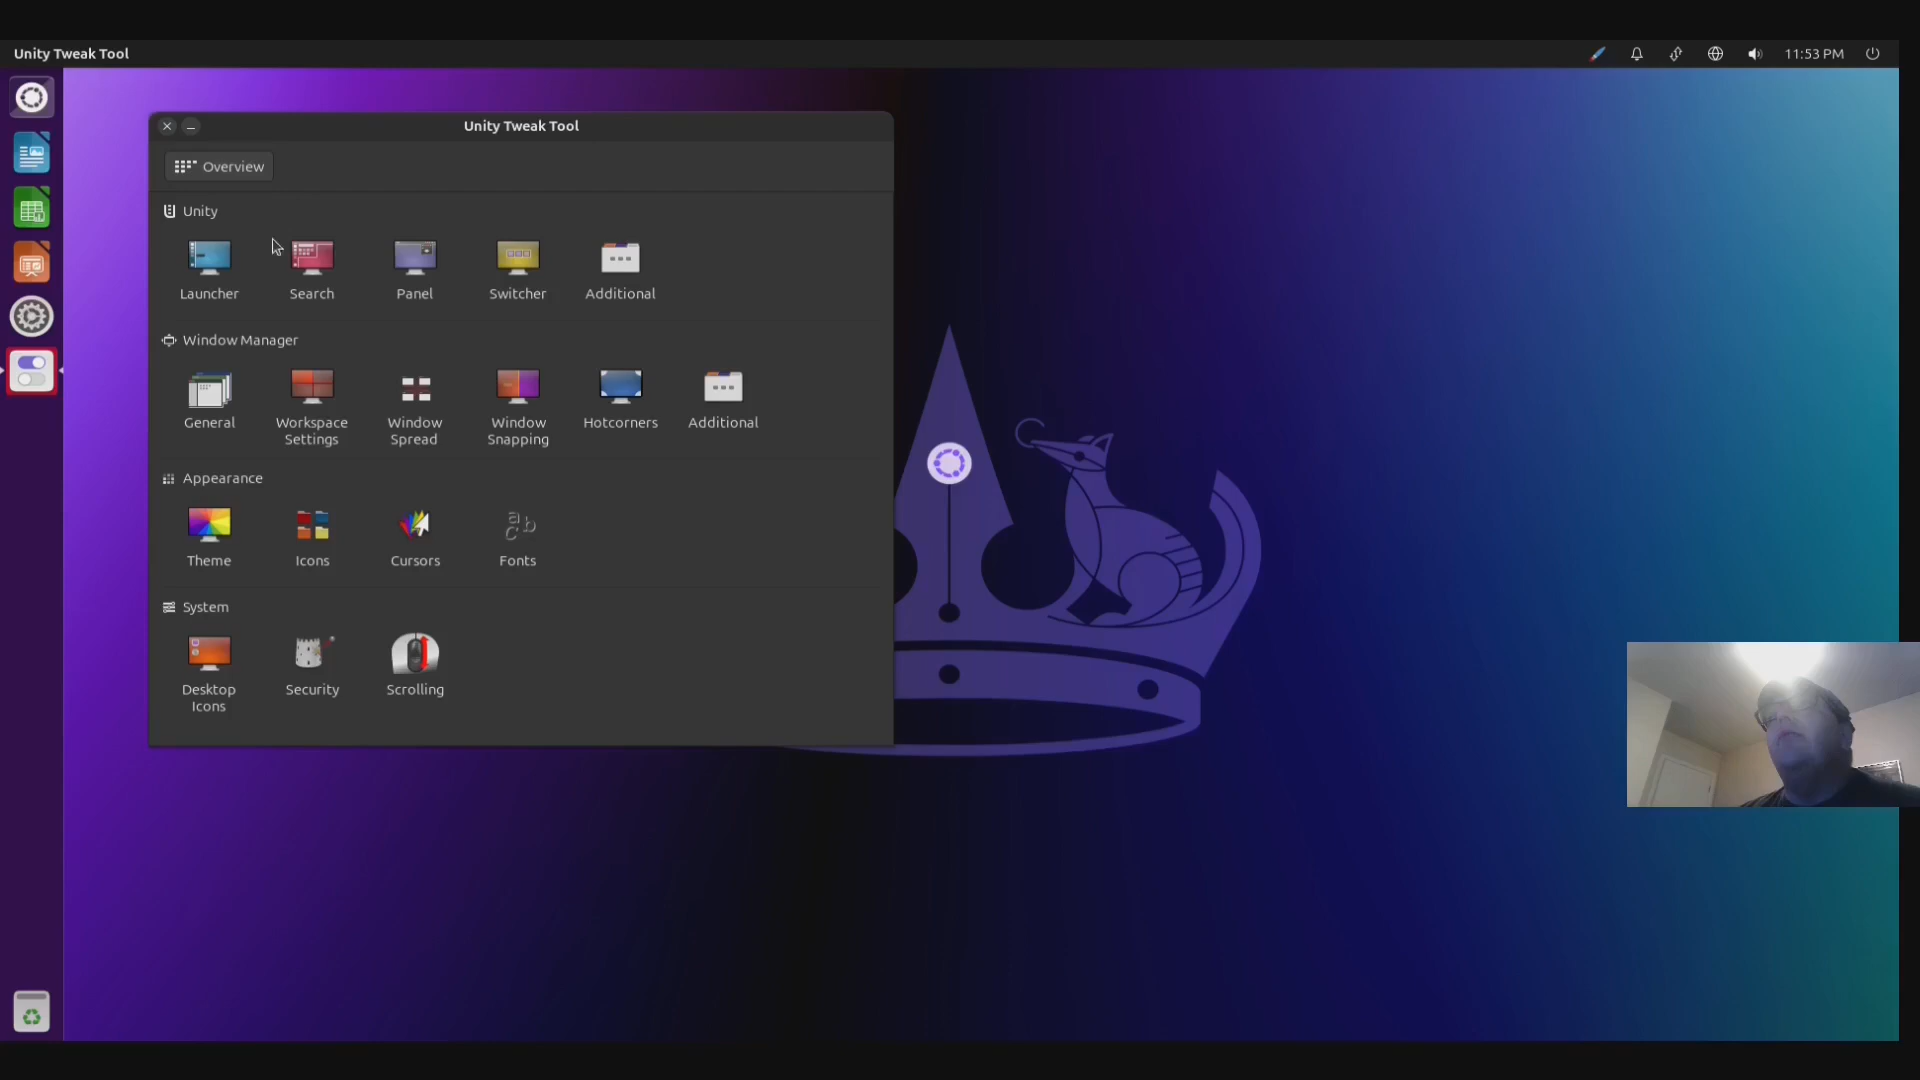 Unity Tweak Tool
11:53 PM
Unity Tweak Tool
Overview
Unity
Launcher
Search
Panel
Switcher
Additional
Window Manager
General
Workspace
Settings
Window
Spread
Window
Snapping
Hotcorners
Additional
Appearance
Theme
Icons
Cursors
a
b
c
Fonts
System
Desktop
Icons
Security
Scrolling